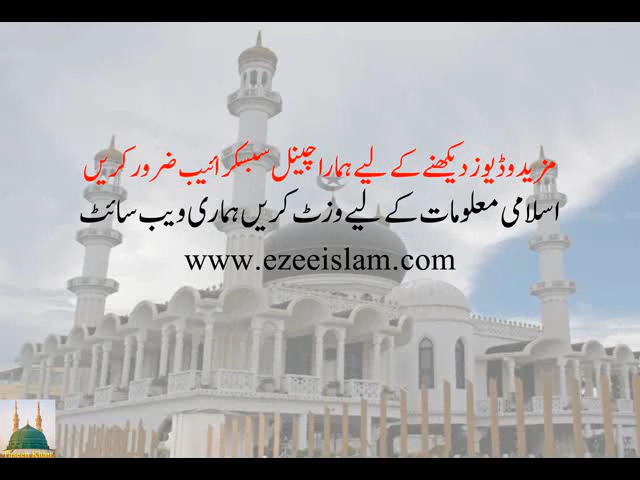 مزید وڈیوز دیکھنے کے لیے ہمارا چینل سبسکرائیب ضرور کریں
اسلامی معلومات کے لیے وزٹ کریں ہماری ویب سائٹ
www.ezeeislam.com